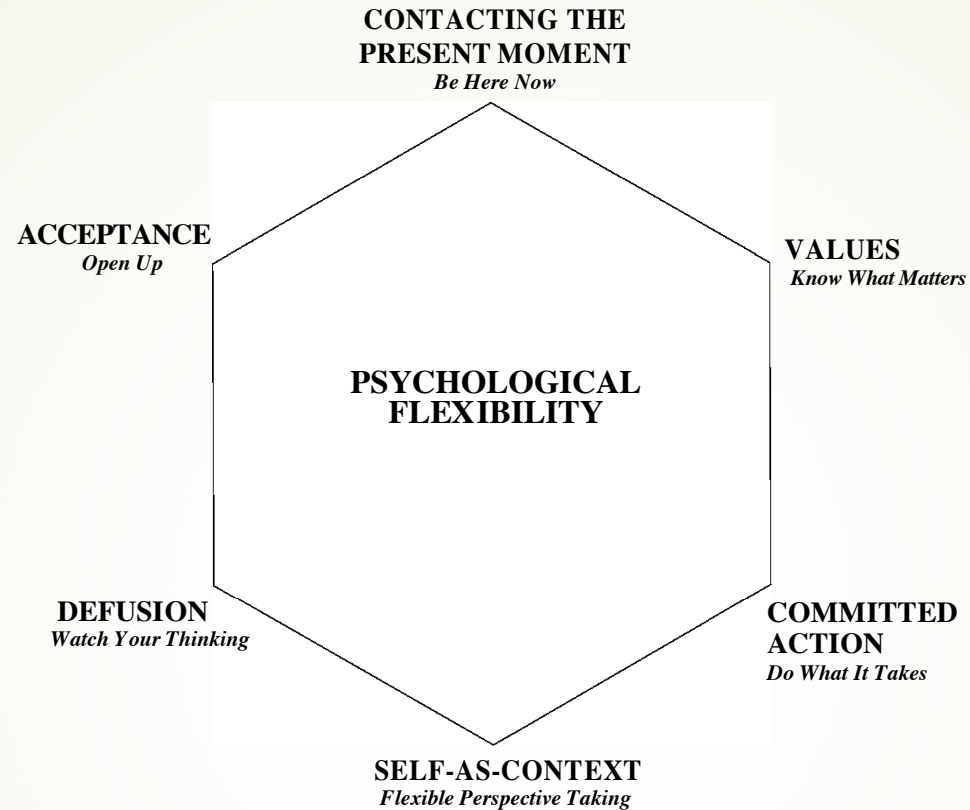 CONTACTING THE
PRESENT MOMENT
Be Here Now
ACCEPTANCE
Open Up
VALUES
Know What Matters
PSYCHOLOGICAL
FLEXIBILITY
DEFUSION
Watch Your Thinking
COMMITTED
ACTION
Do What It Takes
SELF-AS-CONTEXT
Flexible Perspective Taking